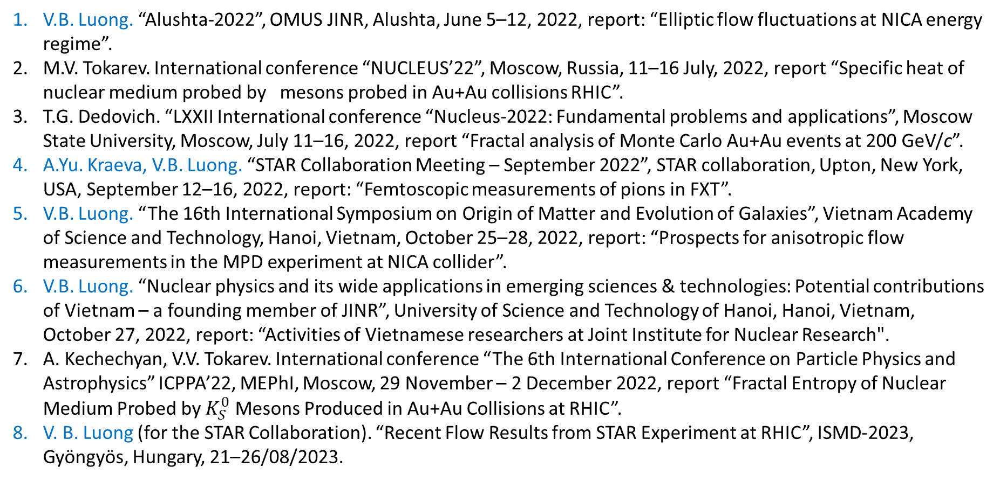 1. V.B. Luong. “Alushta-2022”, OMUS JINR, Alushta, June 5–12, 2022, report: “Elliptic flow fluctuations at NICA energy
regime”.
2. M.V. Tokarev. International conference “NUCLEUS’22”, Moscow, Russia, 11–16 July, 2022, report “Specific heat of
nuclear medium probed by mesons probed in Au+Au collisions RHIC”.
3. T.G. Dedovich. “LXXII International conference “Nucleus-2022: Fundamental problems and applications”, Moscow
State University, Moscow, July 11–16, 2022, report “Fractal analysis of Monte Carlo Au+Au events at 200 GeV/c”.
4. A.Yu. Kraeva, V.B. Luong. “STAR Collaboration Meeting – September 2022”, STAR collaboration, Upton, New York,
USA, September 12–16, 2022, report: “Femtoscopic measurements of pions in FXT”.
5. V.B. Luong. “The 16th International Symposium on Origin of Matter and Evolution of Galaxies”, Vietnam Academy
of Science and Technology, Hanoi, Vietnam, October 25–28, 2022, report: “Prospects for anisotropic flow
measurements in the MPD experiment at NICA collider”.
6. V.B. Luong. “Nuclear physics and its wide applications in emerging sciences & technologies: Potential contributions
of Vietnam – a founding member of JINR”, University of Science and Technology of Hanoi, Hanoi, Vietnam,
October 27, 2022, report: “Activities of Vietnamese researchers at Joint Institute for Nuclear Research".
7. A. Kechechyan, V.V. Tokarev. International conference “The 6th International Conference on Particle Physics and
Astrophysics” ICPPA’22, MEPhI, Moscow, 29 November – 2 December 2022, report “Fractal Entropy of Nuclear
Medium Probed by $K_S^0$ Mesons Produced in Au+Au Collisions at RHIC”.
8. V. B. Luong (for the STAR Collaboration). “Recent Flow Results from STAR Experiment at RHIC”, ISMD-2023,
Gyöngyös, Hungary, 21–26/08/2023.